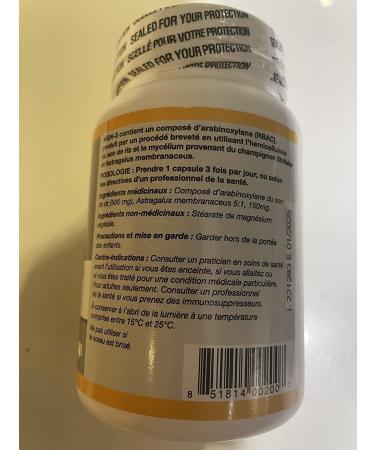 SEALED FOR YOUR PROTECTION
SCELLÉ POUR VOTRE PROTECTION
SEALED FOR YOUR PROTECTION
contient un composé d'arabinoxylane (RBAC),
produit par un procédé breveté en utilisant l'hemicellulose
son de riz et le mycélium provenant du champignon
Astragalus membranaceus.
POSOLOGIE : Prendre 1 capsule 3 fois par jour, ou selon
les directives d'un professionnel de la santé.
Ingrédients médicinaux : Composé d'arabinoxylane du son
de riz (500 mg), Astragalus membranaceus 5:1, 150mg.
Ingrédients non-médicinaux : Stéarate de magnésium
végétale.
Precautions et mise en garde : Garder hors de la portée
des enfants.
Contre-indications : Consulter un praticien en soins de santé
avant l'utilisation si vous êtes enceinte, si vous allaitez ou
si vous êtes traité pour une condition médicale particulière.
Pour adultes seulement. Consulter un professionnel
de la santé si vous prenez des immunosuppresseurs.
À conserver à l'abri de la lumière à une température
comprise entre 15°C et 25°C.
Ne pas utiliser si
le sceau est brisé.
8 51814 00200
L 221283 E 01/2025